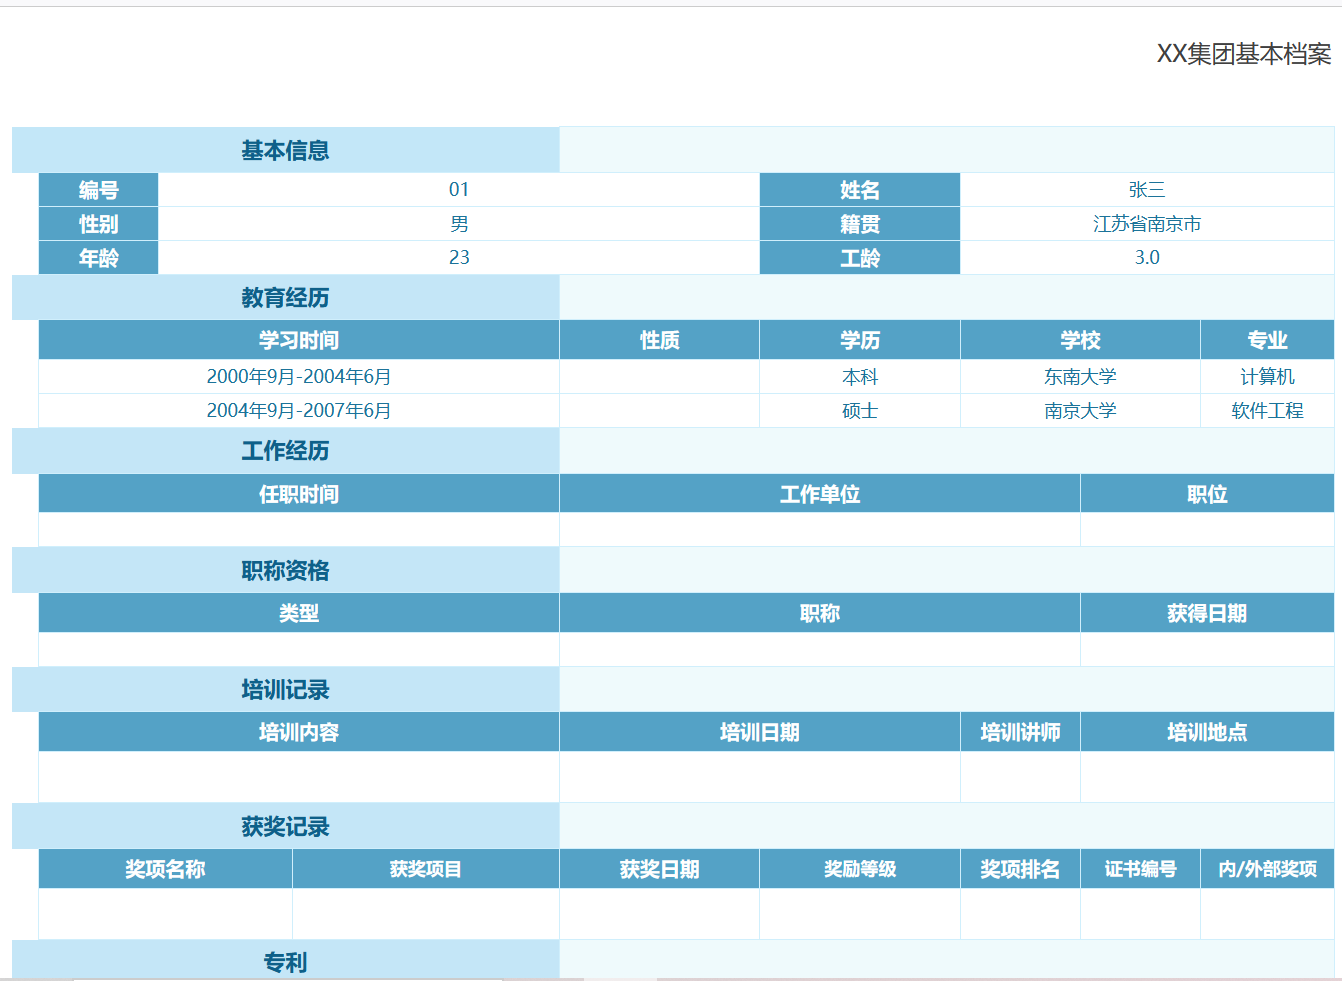 XX集团基本档案
基本信息
编号 01 姓名 张三
性别 男 籍贯 江苏省南京市
年龄 23 工龄 3.0
教育经历
学习时间 性质 学历 学校 专业
2000年9月-2004年6月 本科 东南大学 计算机
2004年9月-2007年6月 硕士 南京大学 软件工程
工作经历
任职时间 工作单位 职位
职称资格
类型 职称 获得日期
培训记录
培训内容 培训日期 培训讲师 培训地点
获奖记录
奖项名称 获奖项目 获奖日期 奖励等级 奖项排名 证书编号 内/外部奖项
专利